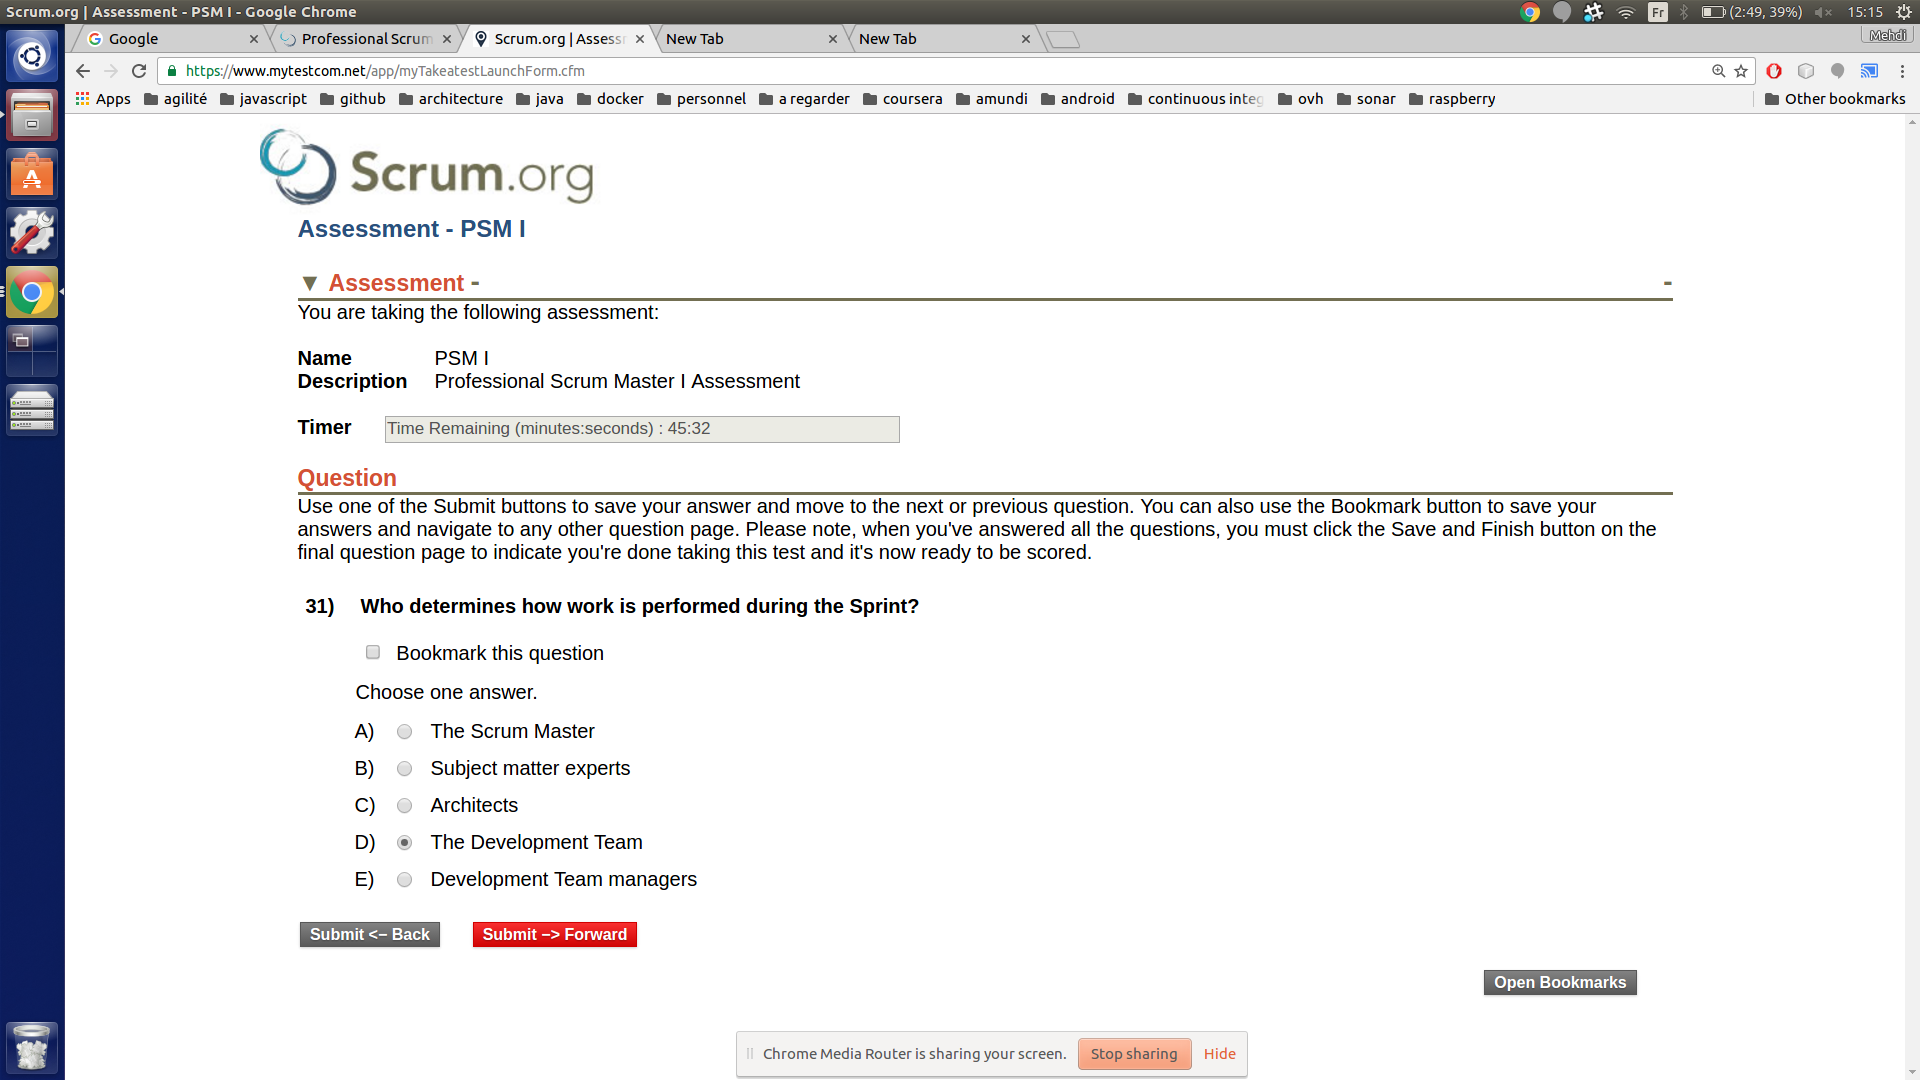 Scrum.org | Assessment - PSM I - Google Chrome
Fr
(2:49, 39%)
15:15
Google
Professional Scrum
Scrum.org | Assess
New Tab
New Tab
Mehdi
https://www.mytestcom.net/app/myTakeatestLaunchForm.cfm
Apps
agilité
javascript
github
architecture
java
docker
personnel
a regarder
coursera
amundi
android
continuous integ
ovh
sonar
raspberry
Other bookmarks
Scrum.org
Assessment - PSM I
▼ Assessment - -
You are taking the following assessment:
Name PSM I
Description Professional Scrum Master I Assessment
Timer Time Remaining (minutes:seconds) : 45:32
Question
Use one of the Submit buttons to save your answer and move to the next or previous question. You can also use the Bookmark button to save your
answers and navigate to any other question page. Please note, when you've answered all the questions, you must click the Save and Finish button on the
final question page to indicate you're done taking this test and it's now ready to be scored.
31) Who determines how work is performed during the Sprint?
Bookmark this question
Choose one answer.
A) The Scrum Master
B) Subject matter experts
C) Architects
D) The Development Team
E) Development Team managers
Submit <– Back
Submit –> Forward
Open Bookmarks
Chrome Media Router is sharing your screen.
Stop sharing
Hide